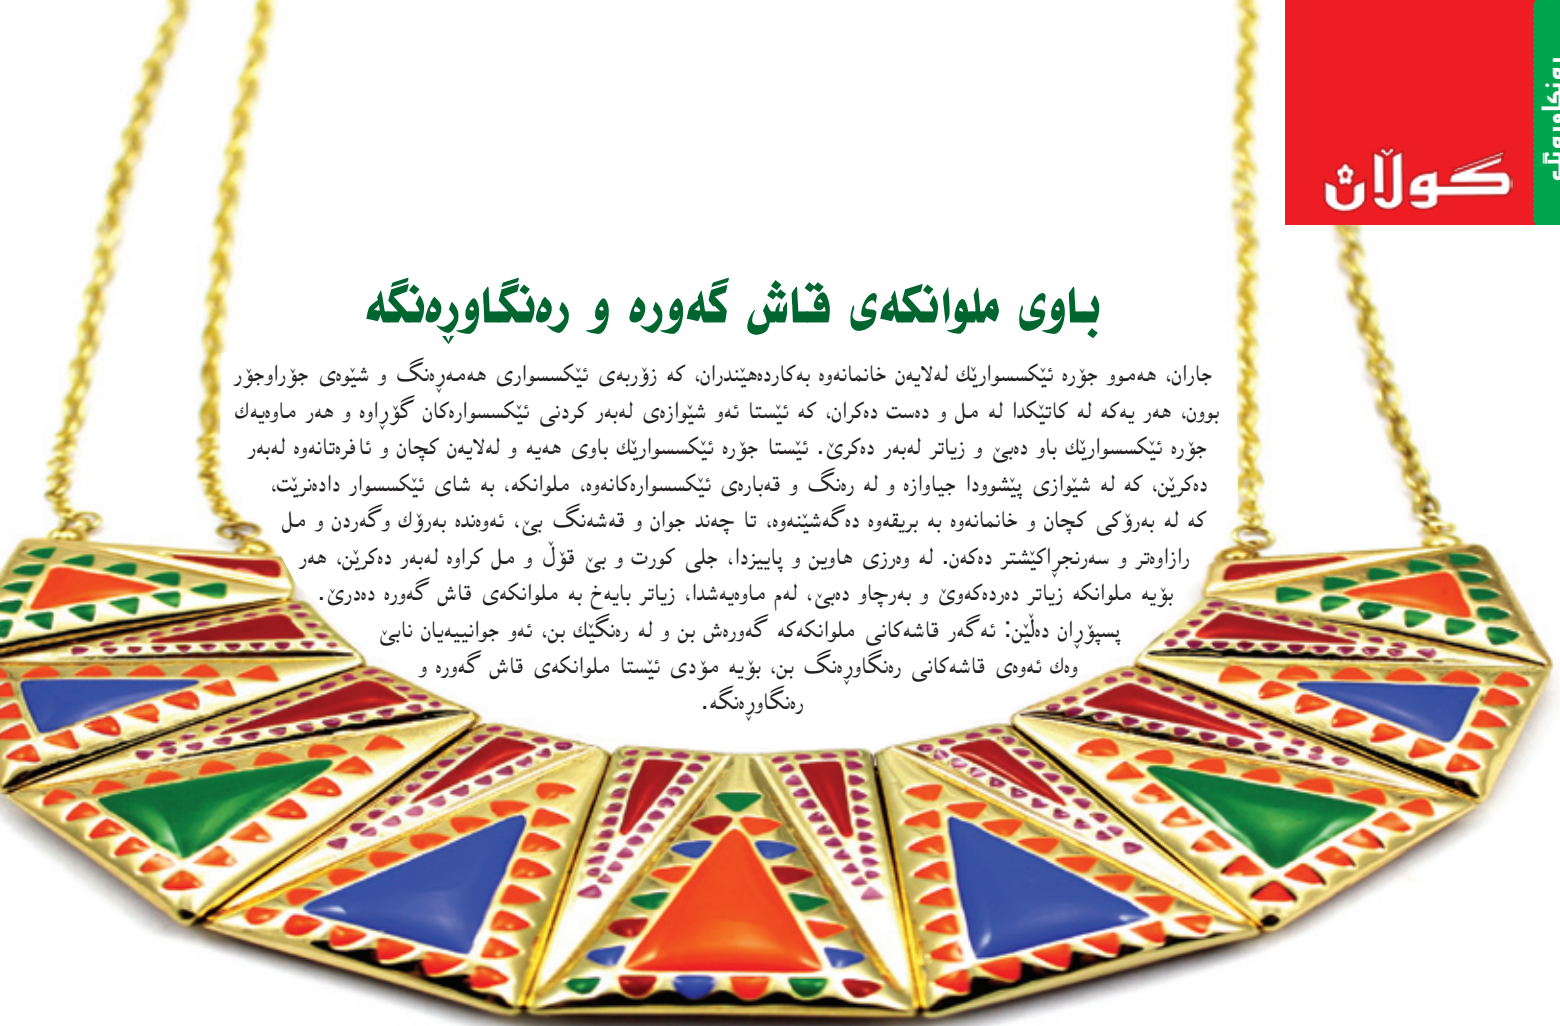 گولان
باوی ملوانکەی قاش گەورە و رەنگاوڕەنگە
جاران، هەموو جۆرە ئێکسسوارێك لەلایەن خانمانەوە بەکاردەهێندران، کە زۆربەی ئێکسسواری هەمەڕەنگ و شێوەی جۆراوجۆر
بوون، هەر یەکە لە کاتێکدا لە مل و دەست دەکران، کە ئێستا ئەو شێوازەی لەبەر کردنی ئێکسسوارەکان گۆڕاوە و هەر ماوەیەك
جۆرە ئێکسسوارێك باو دەبێ و زیاتر لەبەر دەکرێ. ئێستا جۆرە ئێکسسوارێك باوی هەیە و لەلایەن کچان و ئافرەتانەوە لەبەر
دەکرێن، کە لە شێوازی پێشوودا جیاوازە و لە رەنگ و قەبارەی ئێکسسوارەکانەوە، ملوانکە، بە شای ئێکسسوار دادەنرێت،
کە لە بەرۆکی کچان و خانمانەوە بە بریقەوە دەگەشێنەوە، تا چەند جوان و قەشەنگ بێ، ئەوەندە بەرۆك وگەردن و مل
رازاوەتر و سەرنجڕاکێشتر دەکەن. لە وەرزی هاوین و پاییزدا، جلی کورت و بێ قۆڵ و مل کراوە لەبەر دەکرێن، هەر
بۆیە ملوانکە زیاتر دەردەکەوێ و بەرچاو دەبێ، لەم ماوەیەشدا، زیاتر بایەخ بە ملوانکەی قاش گەورە دەدرێ.
پسپۆڕان دەڵێن: ئەگەر قاشەکانی ملوانکەکە گەورەش بن و لە رەنگێك بن، ئەو جوانییەیان نابێ
وەك ئەوەی قاشەکانی رەنگاوڕەنگ بن، بۆیە مۆدی ئێستا ملوانکەی قاش گەورە و
رەنگاوڕەنگە.